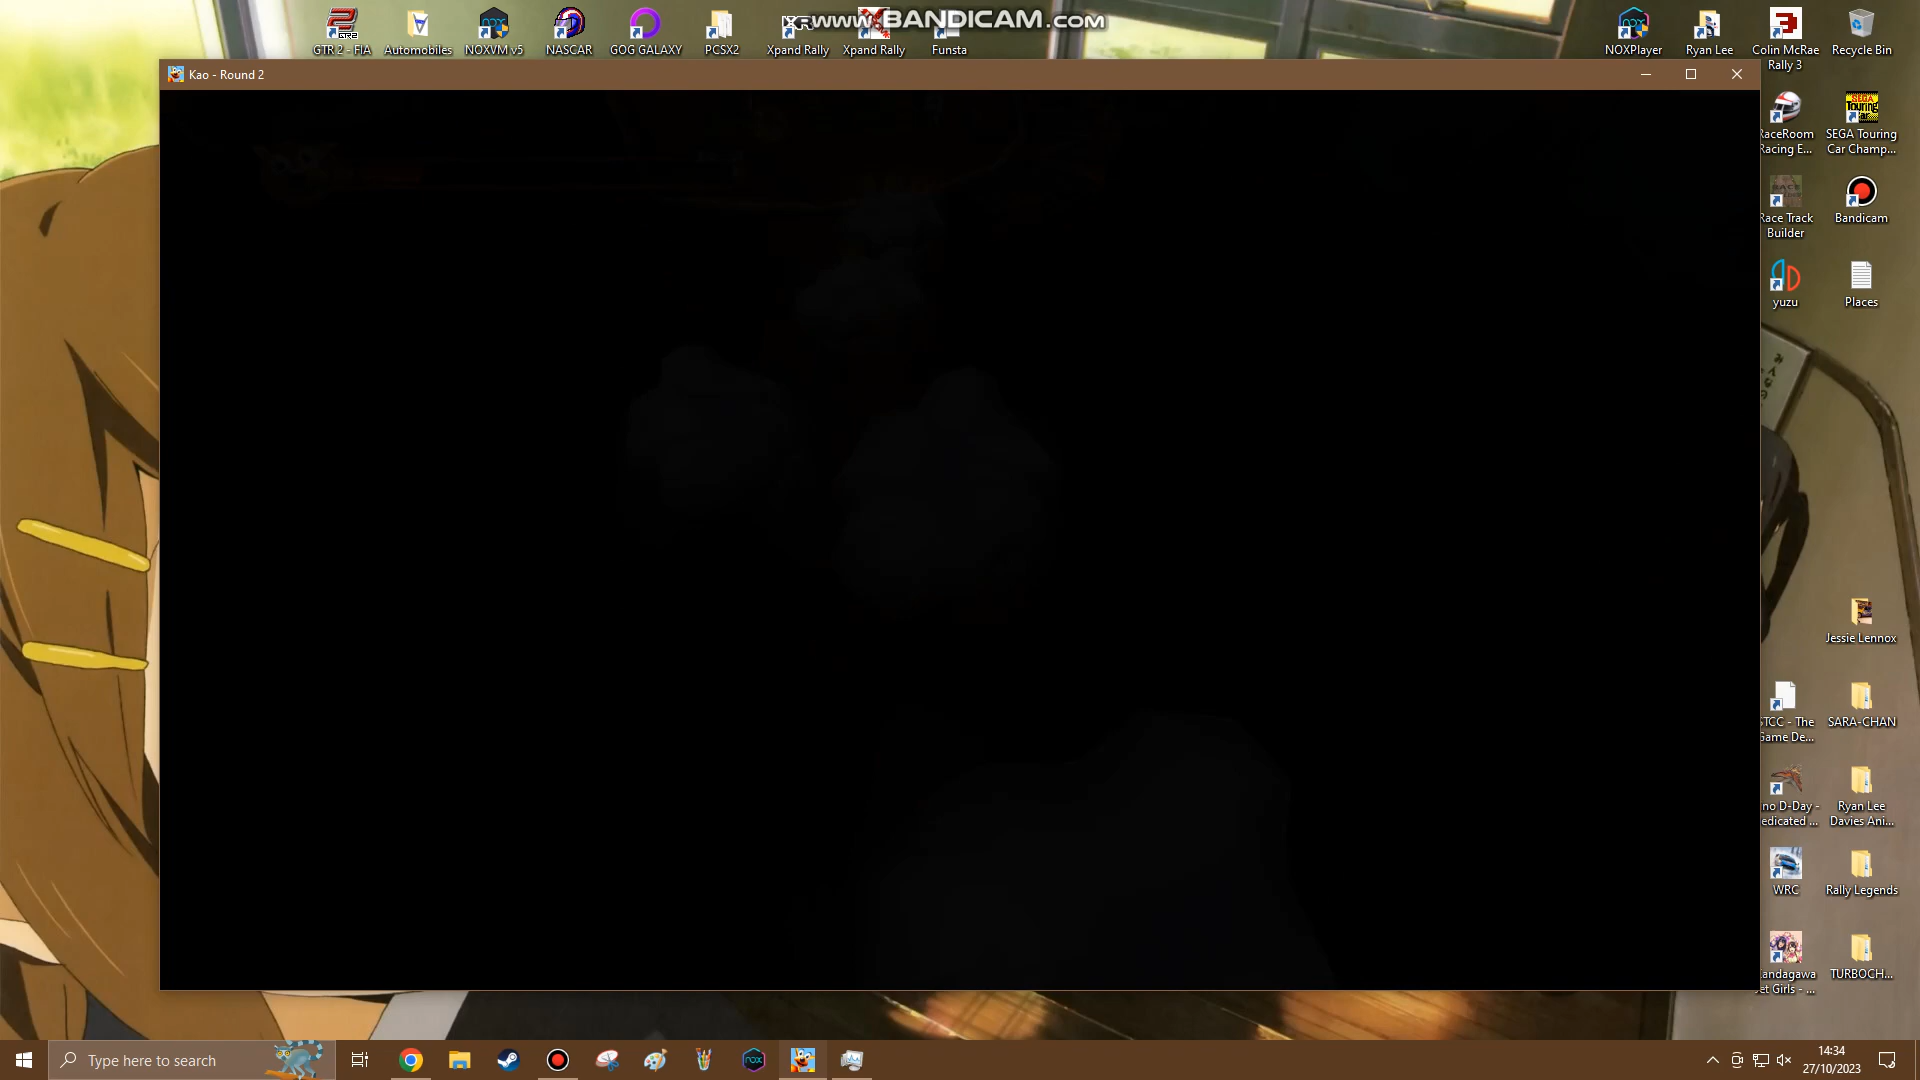 www.BANDICAM.com
GTR 2 - FIA
Automobiles
NOXVM v5
NASCAR
GOG GALAXY
PCSX2
Xpand Rally
Xpand Rally
Funsta
NOXPlayer
Ryan Lee
Colin McRae
Rally 3
Recycle Bin
Kao - Round 2
RaceRoom
Racing E...
SEGA Touring
Car Champ...
Race Track
Builder
Bandicam
yuzu
Places
Jessie Lennox
STCC - The
Game De...
SARA-CHAN
D-Day -
Ryan Lee
Davies Ani...
WRC
Rally Legends
Jet Girls - ...
TURBOCH...
Type here to search
14:34
27/10/2023